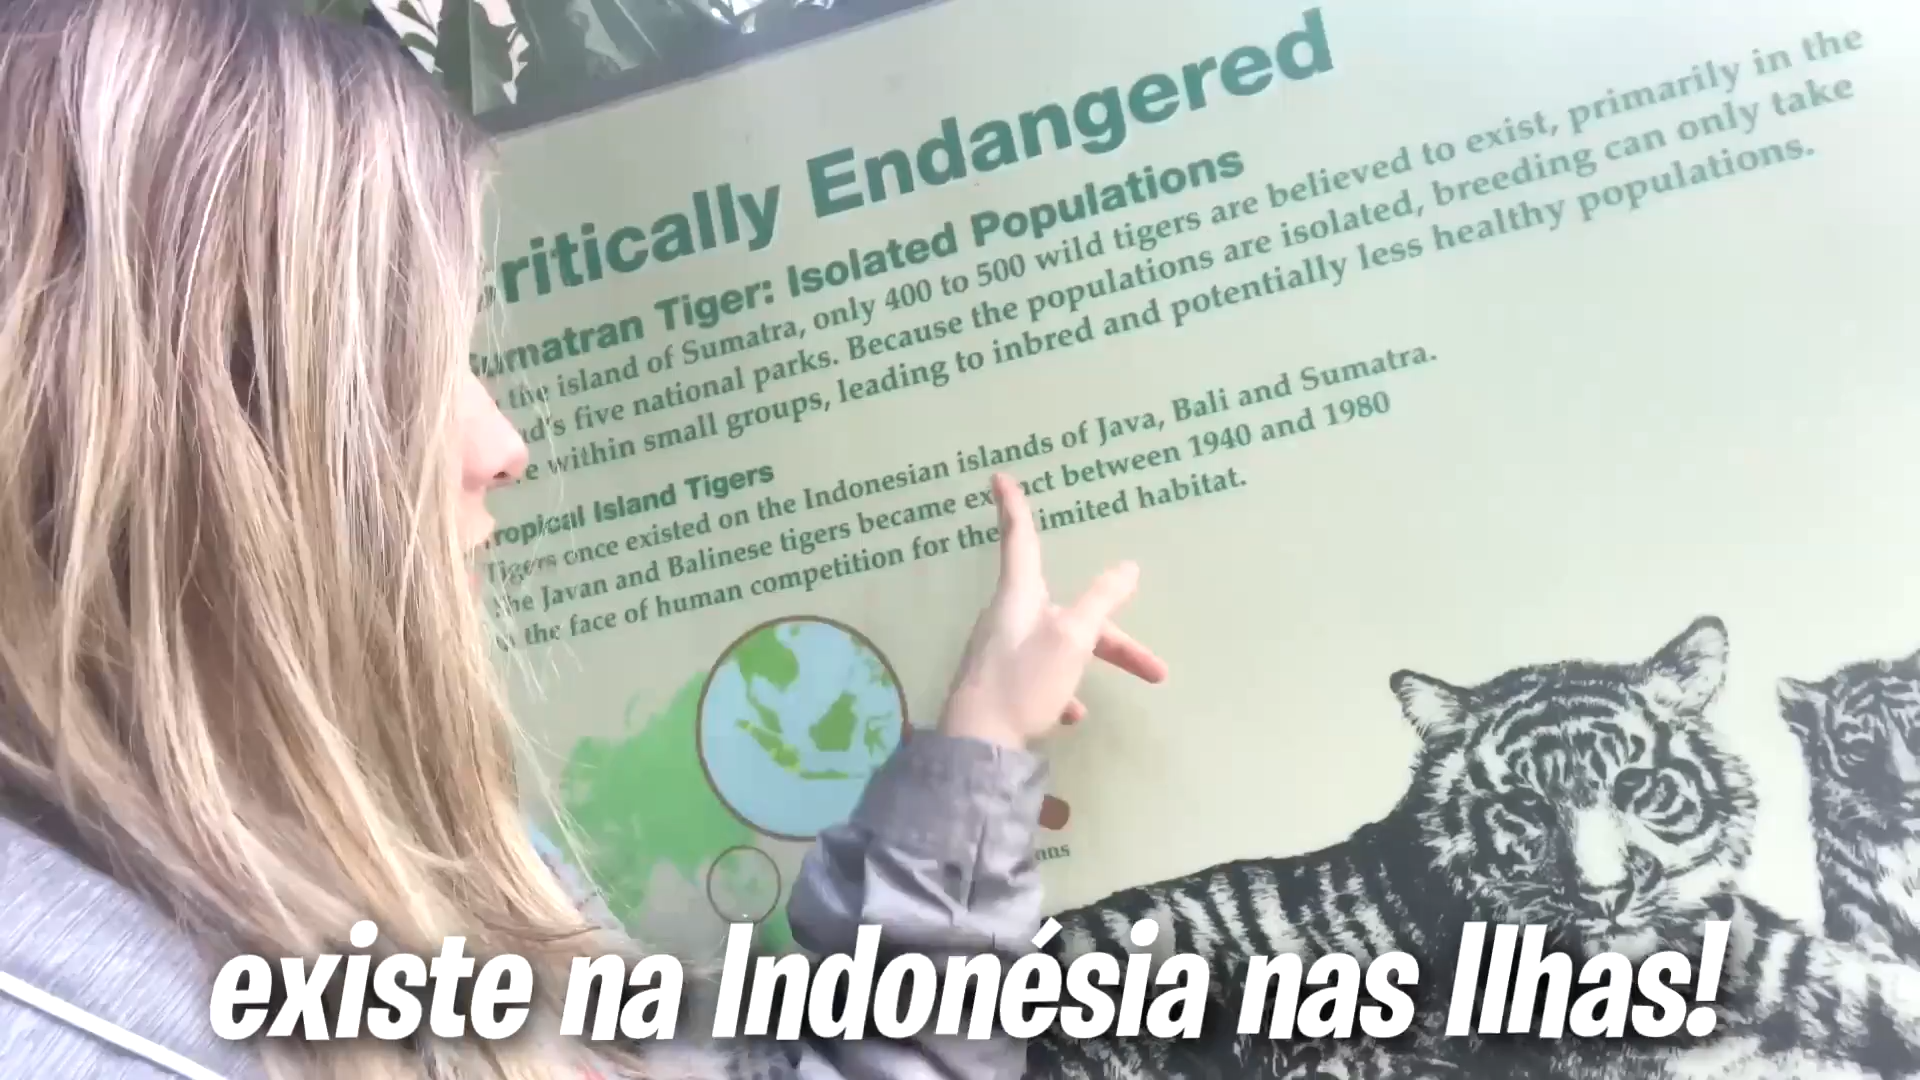 ritically Endangered
umatran Tiger: Isolated Populations
the island of Sumatra, only 400 to 500 wild tigers are believed to exist, primarily in the
five national parks. Because the populations are isolated, breeding can only take
within small groups, leading to inbred and potentially less healthy populations.
ropical Island Tigers
Tigers once existed on the Indonesian islands of Java, Bali and Sumatra.
The Javan and Balinese tigers became ex nct between 1940 and 1980
the face of human competition for the imited habitat.
existe na Indonésia nas Ilhas!